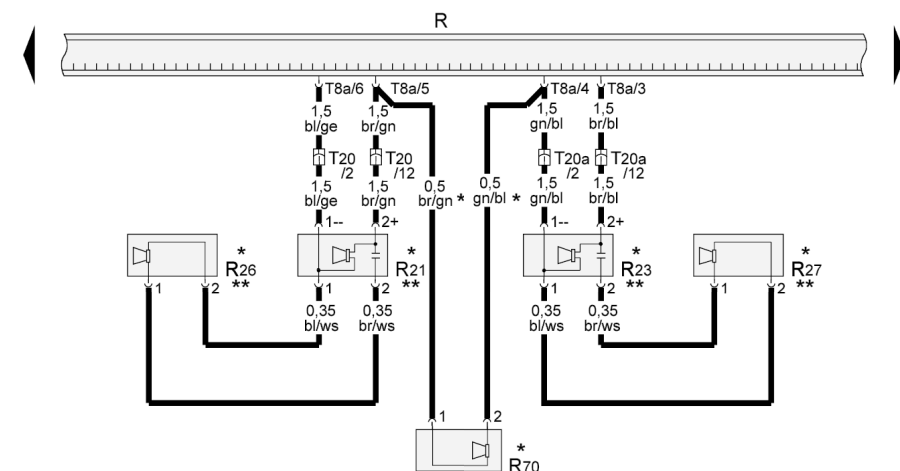 R
T8a/6 T8a/5 T8a/4 T8a/3
1,5 1,5 1,5 1,5
bl/ge br/gn gn/bl br/bl
T20 T20 T20a T20a
/2 /12 /2 /12
1,5 1,5 0,5 0,5 1,5 1,5
bl/ge br/gn br/gn * gn/bl * gn/bl br/bl
1-- 2+ 1-- 2+
* * * *
R26 R21 R23 R27
** ** ** **
1 2 1 2 1 2 1 2
0,35 0,35 0,35 0,35
bl/ws br/ws bl/ws br/ws
1 2
*
R70